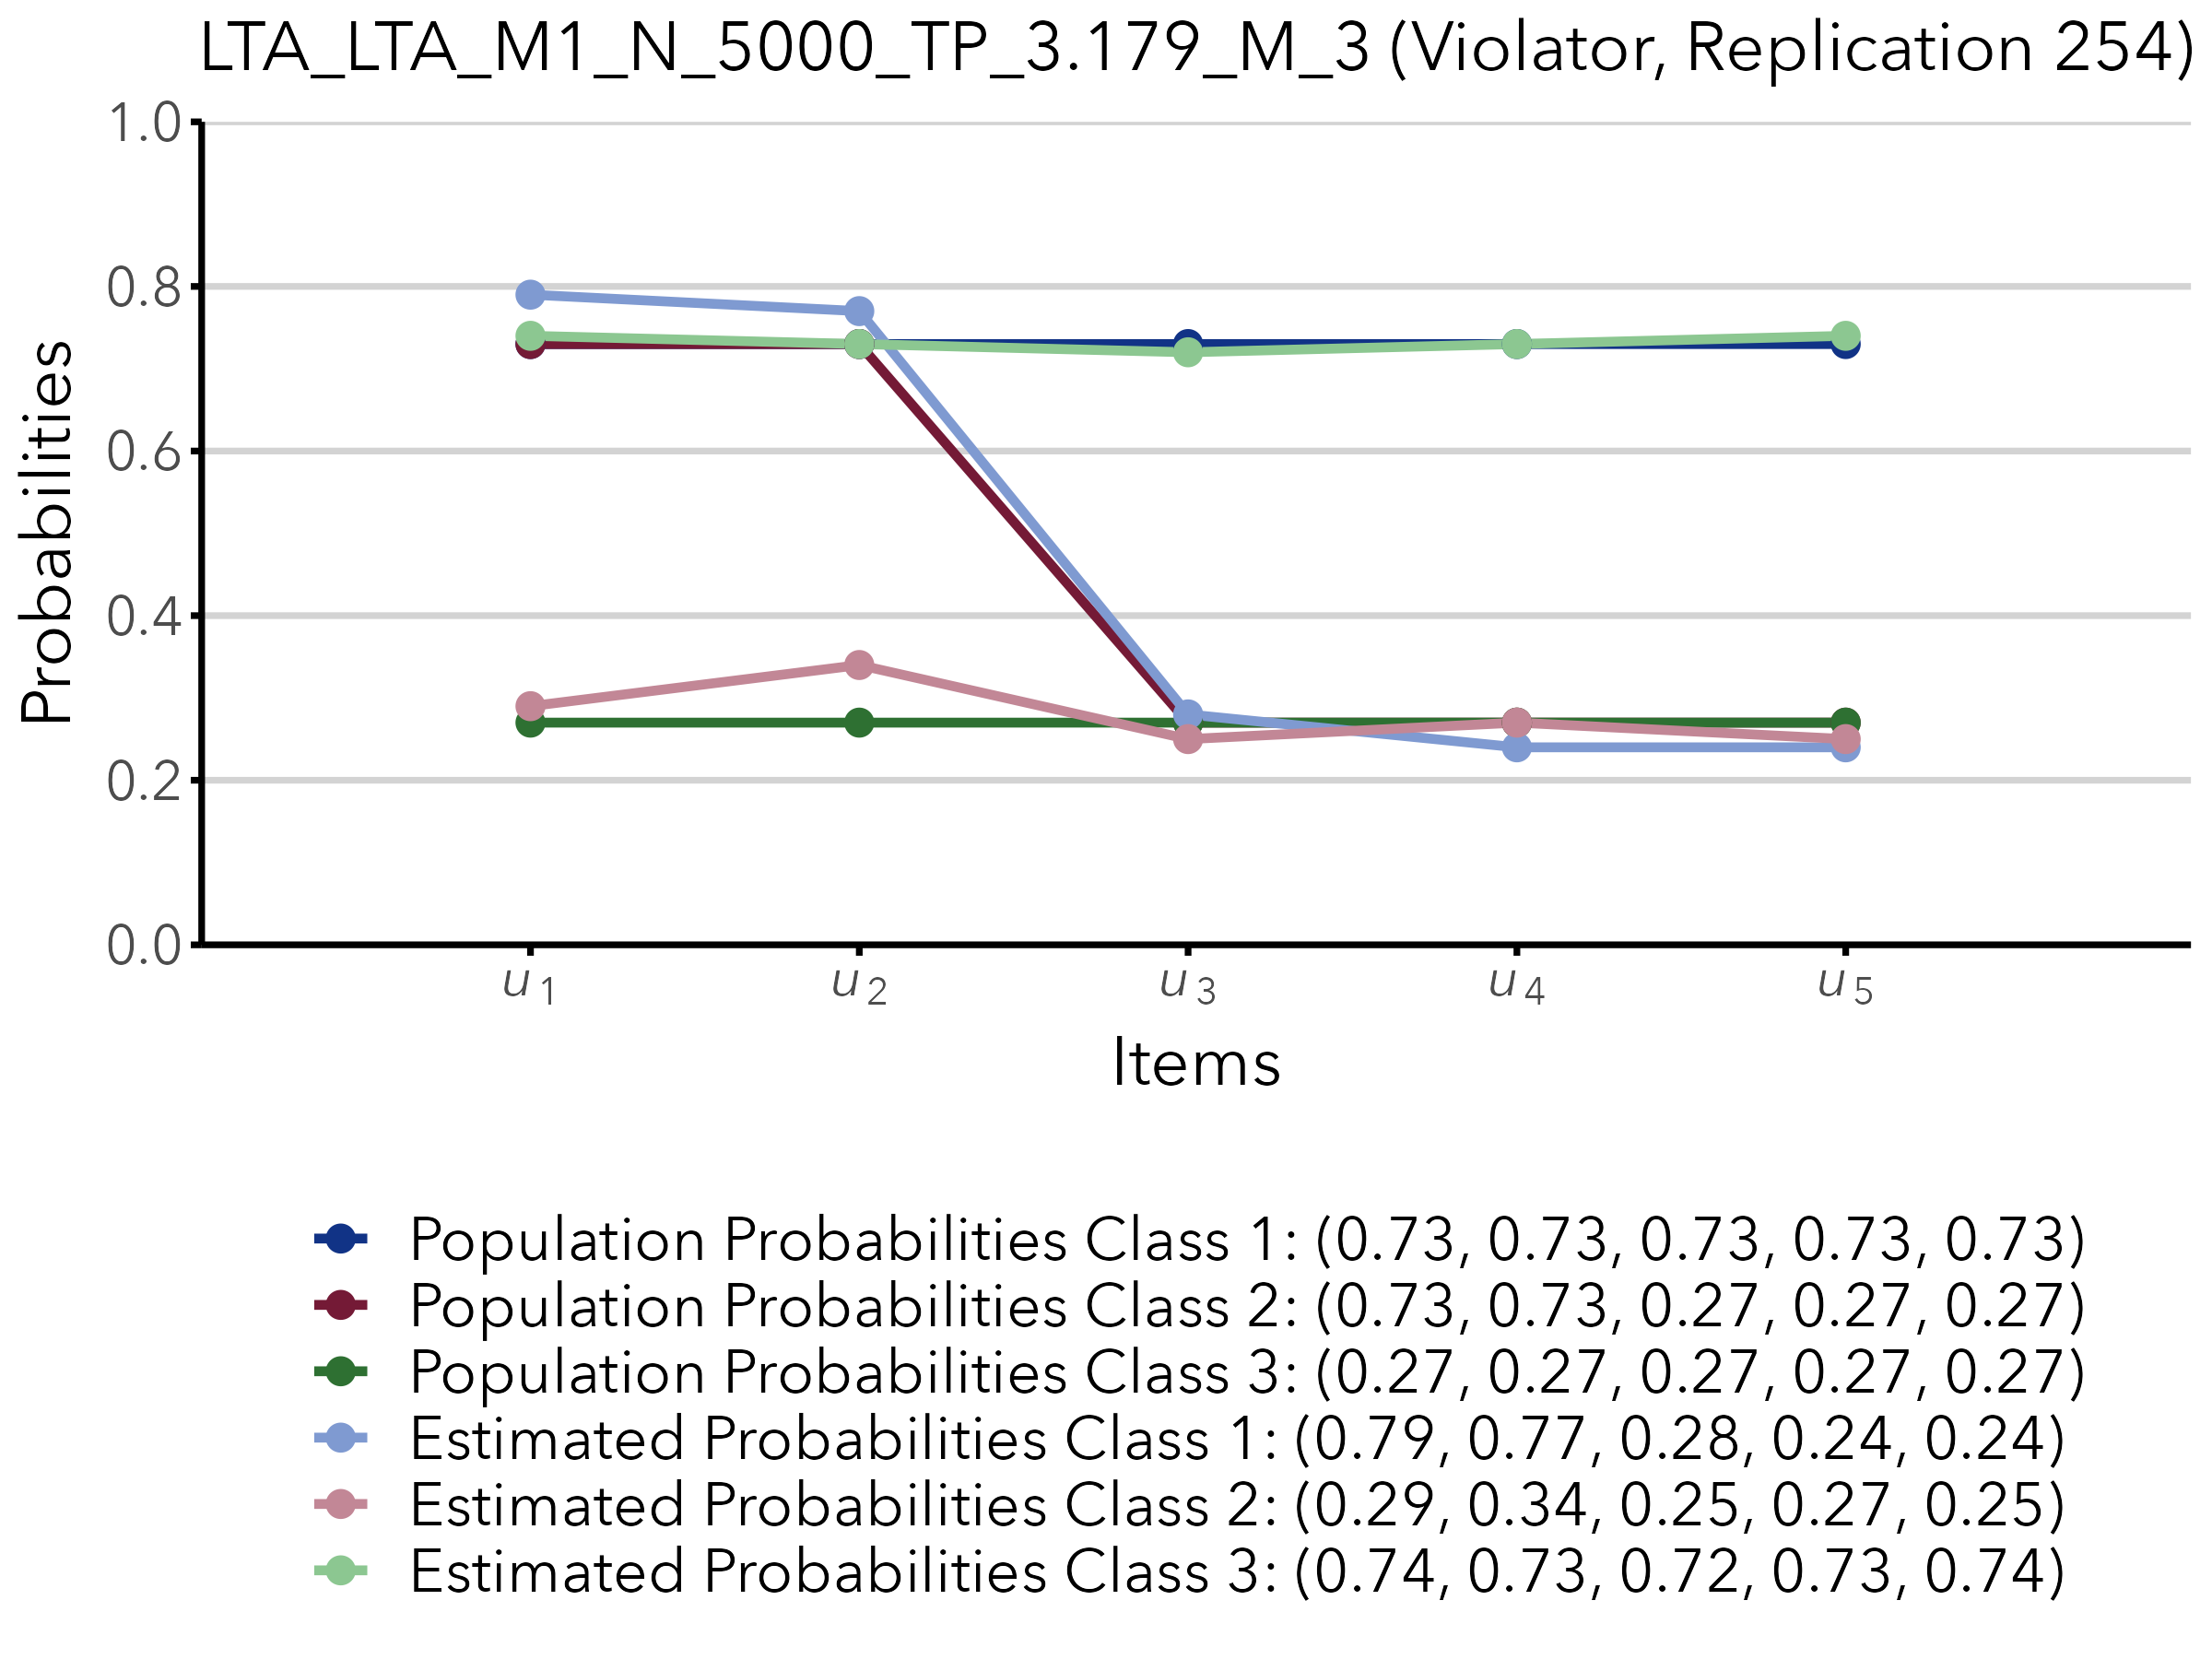 LTA_LTA_M1_N_5000_TP_3.179_M_3 (Violator, Replication 254)
1.0
0.8
0.6
0.4
0.2
0.0
Probabilities
u1 u2 u3 u4 u5
Items
Population Probabilities Class 1: (0.73, 0.73, 0.73, 0.73, 0.73)
Population Probabilities Class 2: (0.73, 0.73, 0.27, 0.27, 0.27)
Population Probabilities Class 3: (0.27, 0.27, 0.27, 0.27, 0.27)
Estimated Probabilities Class 1: (0.79, 0.77, 0.28, 0.24, 0.24)
Estimated Probabilities Class 2: (0.29, 0.34, 0.25, 0.27, 0.25)
Estimated Probabilities Class 3: (0.74, 0.73, 0.72, 0.73, 0.74)